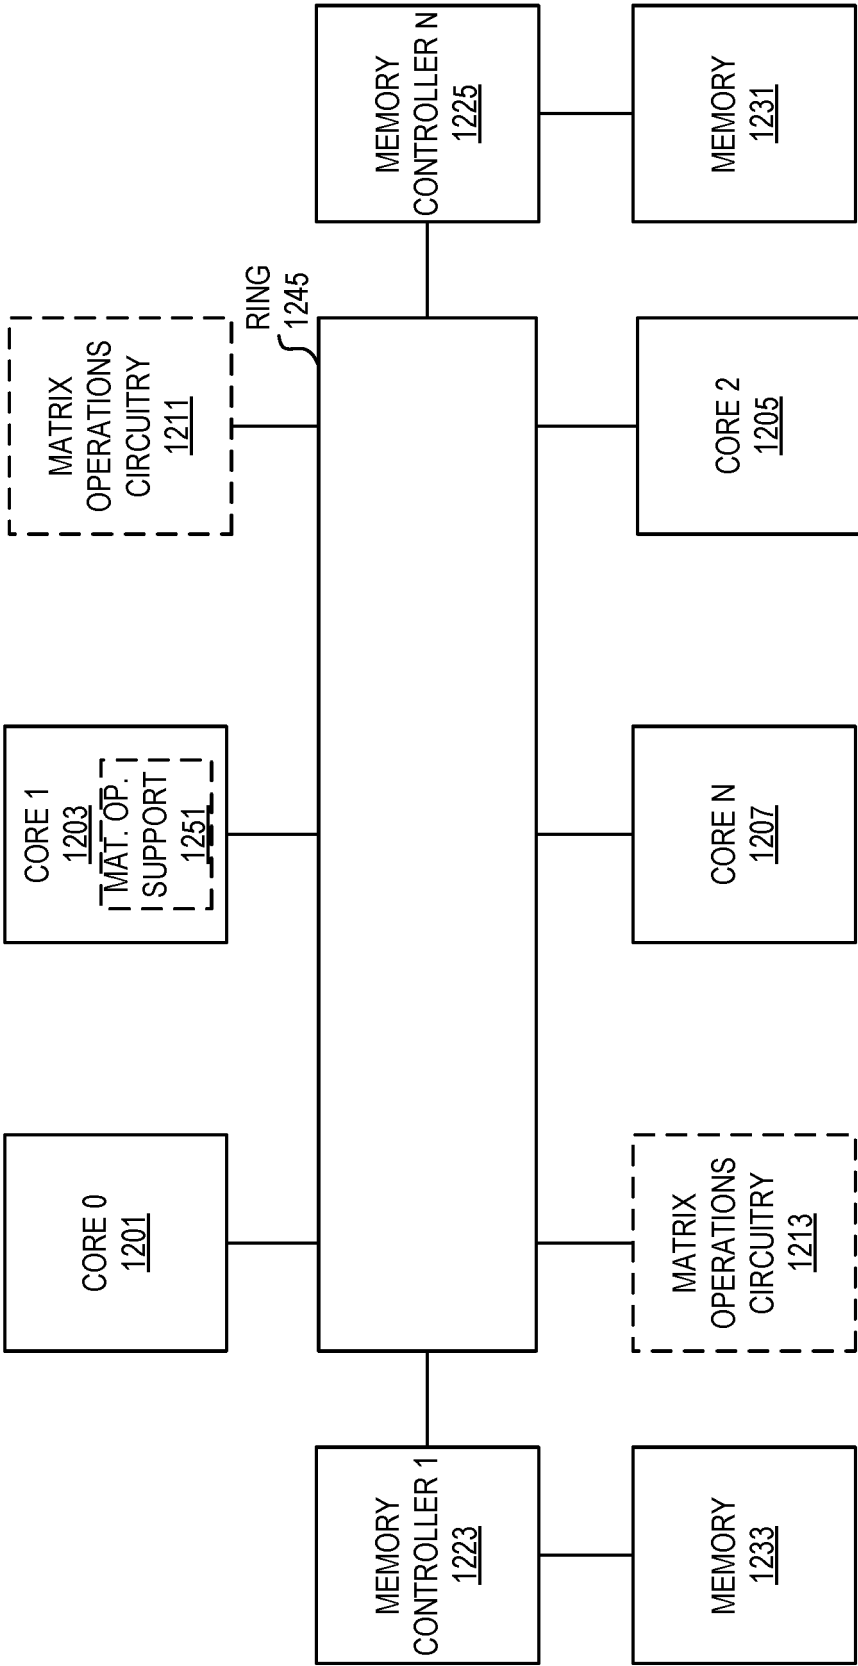 CORE 0
1201
CORE 1
1203
MAT. OP.
SUPPORT
1251
MATRIX
OPERATIONS
CIRCUITRY
1211
RING
1245
MEMORY
CONTROLLER 1
1223
MEMORY
CONTROLLER N
1225
MEMORY
1233
MATRIX
OPERATIONS
CIRCUITRY
1213
CORE N
1207
CORE 2
1205
MEMORY
1231